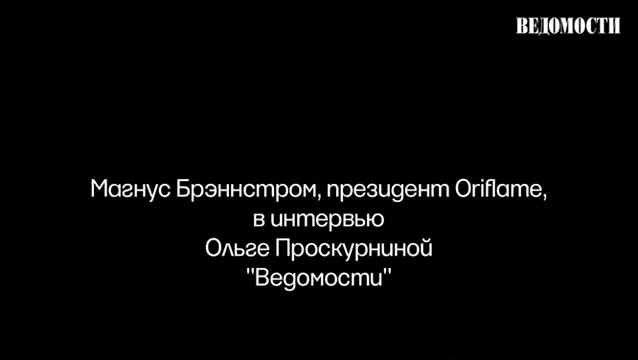 ВЕДОМОСТИ
Магнус Брэннстром, президент Oriflame,
в интервью
Ольге Проскурниной
"Ведомости"